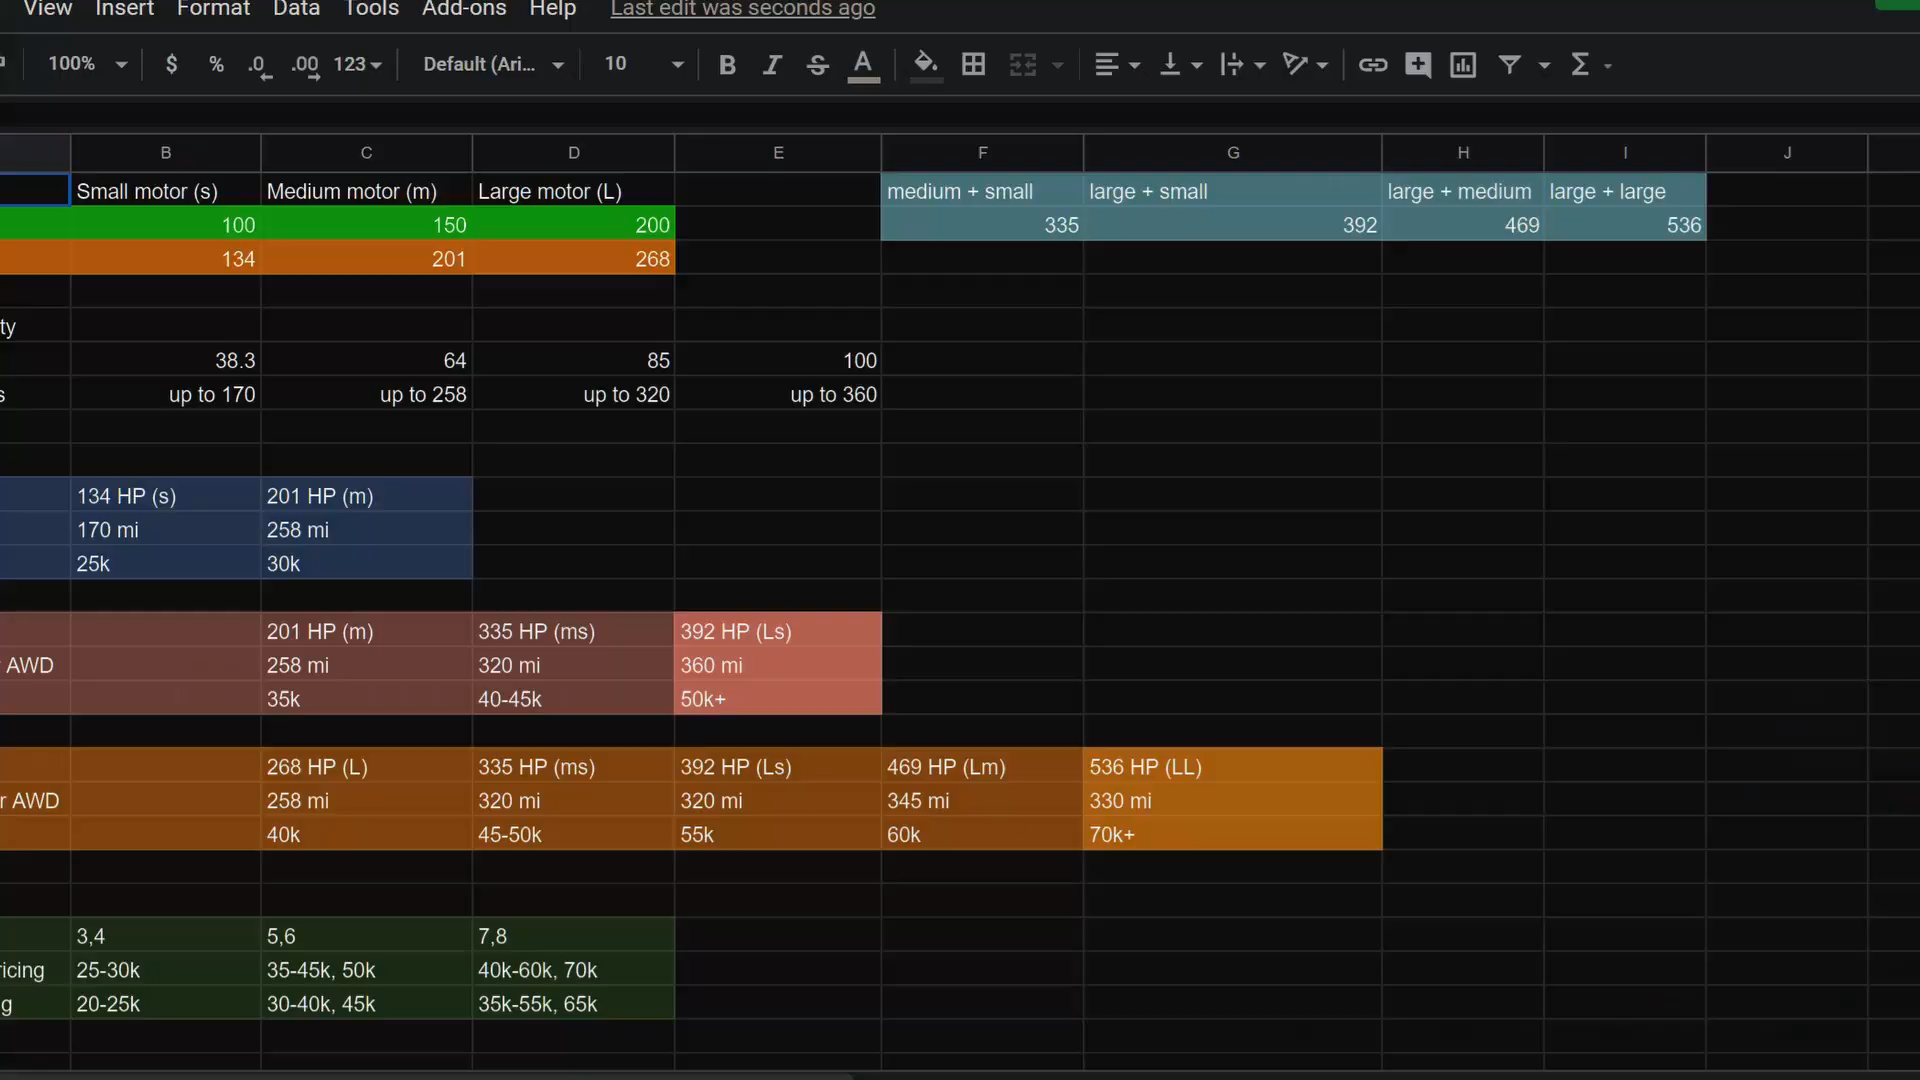 View Insert Format Data Tools Add-ons Help Last edit was seconds ago
100% $ % .0 .00 123 Default (Ari... 10 B I S A
B C D E F G H I J
Small motor (s) Medium motor (m) Large motor (L) medium + small large + small large + medium large + large
100 150 200 335 392 469 536
134 201 268
ty
38.3 64 85 100
s up to 170 up to 258 up to 320 up to 360
134 HP (s) 201 HP (m)
170 mi 258 mi
25k 30k
201 HP (m) 335 HP (ms) 392 HP (Ls)
AWD 258 mi 320 mi 360 mi
35k 40-45k 50k+
268 HP (L) 335 HP (ms) 392 HP (Ls) 469 HP (Lm) 536 HP (LL)
r AWD 258 mi 320 mi 320 mi 345 mi 330 mi
40k 45-50k 55k 60k 70k+
3,4 5,6 7,8
ricing 25-30k 35-45k, 50k 40k-60k, 70k
g 20-25k 30-40k, 45k 35k-55k, 65k